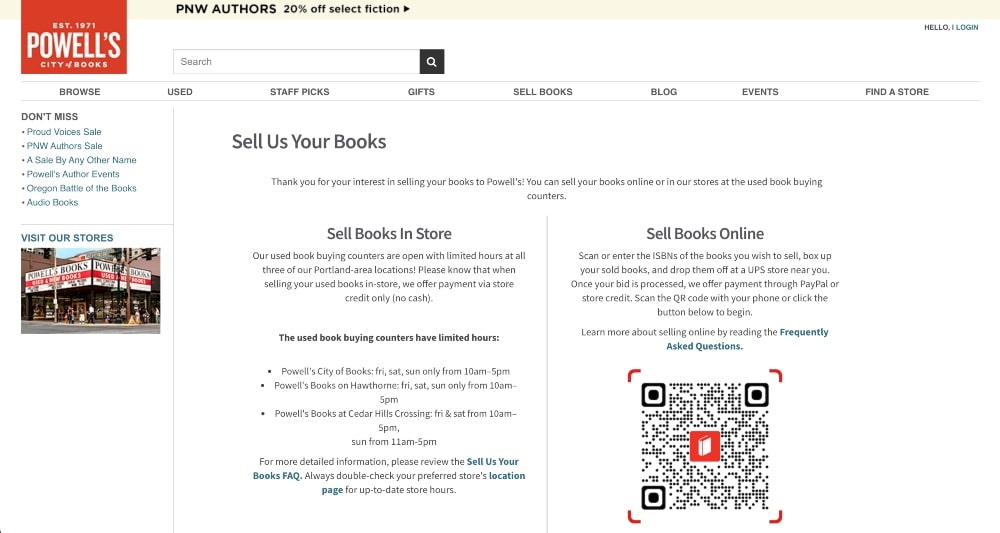 PNW AUTHORS 20% off select fiction
EST. 1971
POWELL'S
CITY of BOOKS
HELLO, | LOGIN
Search
BROWSE USED STAFF PICKS GIFTS SELL BOOKS BLOG EVENTS FIND A STORE
DON'T MISS
• Proud Voices Sale
• PNW Authors Sale
• A Sale By Any Other Name
• Powell's Author Events
• Oregon Battle of the Books
• Audio Books
VISIT OUR STORES
POWELL'S BOOKS
POWELL'S BOOKS
USED & NEW BOOKS
Sell Us Your Books
Thank you for your interest in selling your books to Powell's! You can sell your books online or in our stores at the used book buying
counters.
Sell Books In Store
Our used book buying counters are open with limited hours at all
three of our Portland-area locations! Please know that when
selling your used books in-store, we offer payment via store
credit only (no cash).
The used book buying counters have limited hours:
• Powell's City of Books: fri, sat, sun only from 10am–5pm
• Powell's Books on Hawthorne: fri, sat, sun only from 10am–
5pm
• Powell's Books at Cedar Hills Crossing: fri & sat from 10am–
5pm,
sun from 11am-5pm
For more detailed information, please review the Sell Us Your
Books FAQ. Always double-check your preferred store's location
page for up-to-date store hours.
Sell Books Online
Scan or enter the ISBNs of the books you wish to sell, box up
your sold books, and drop them off at a UPS store near you.
Once your bid is processed, we offer payment through PayPal or
store credit. Scan the QR code with your phone or click the
button below to begin.
Learn more about selling online by reading the Frequently
Asked Questions.